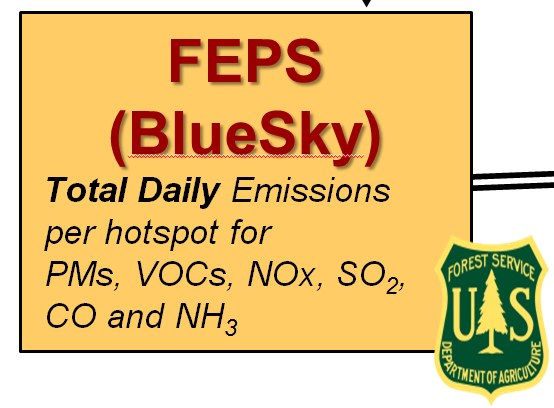 FEPS
(BlueSky)
Total Daily Emissions
per hotspot for
PMs, VOCs, NOx, SO₂,
CO and NH₃
FOREST SERVICE
US
DEPARTMENT OF AGRICULTURE